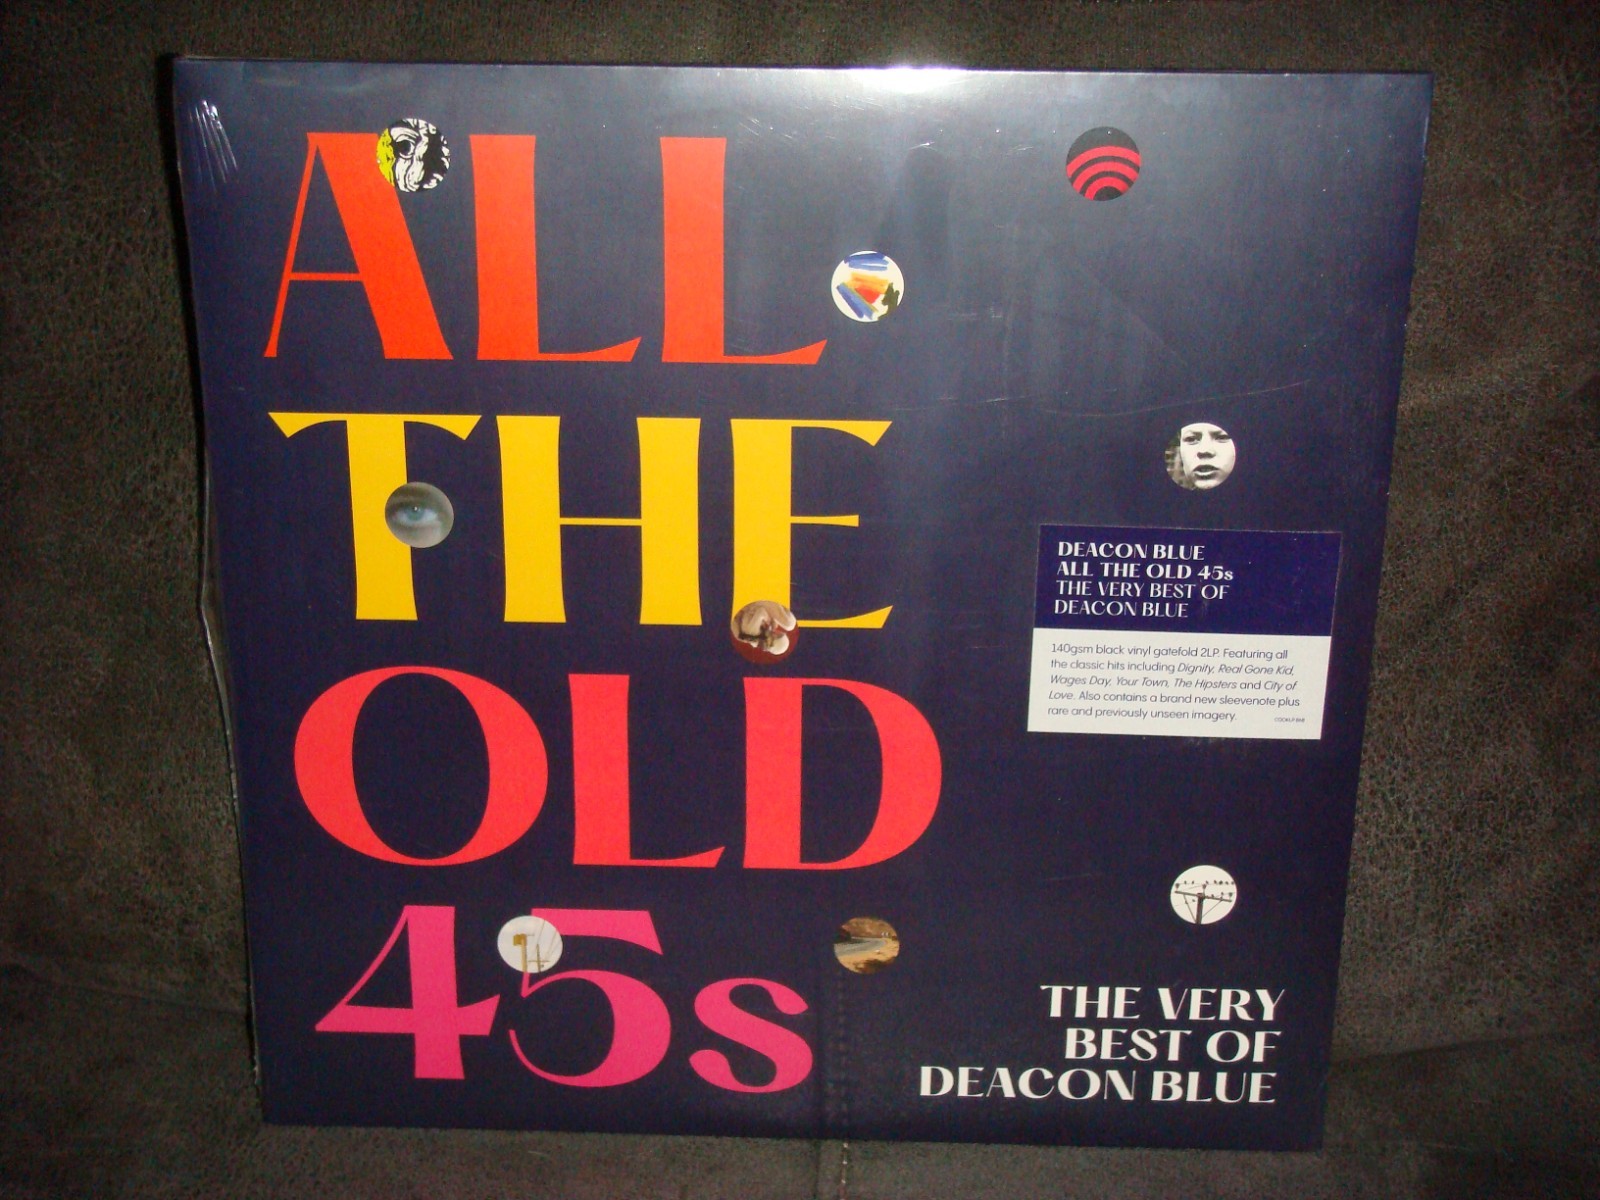 ALL
THE
OLD
45s
DEACON BLUE
ALL THE OLD 45s
THE VERY BEST OF
DEACON BLUE
140gsm black vinyl gatefold 2LP. Featuring all
the classic hits including Dignity, Real Gone Kid,
Wages Day, Your Town, The Hipsters and City of
Love. Also contains a brand new sleevenote plus
rare and previously unseen imagery.
THE VERY
BEST OF
DEACON BLUE